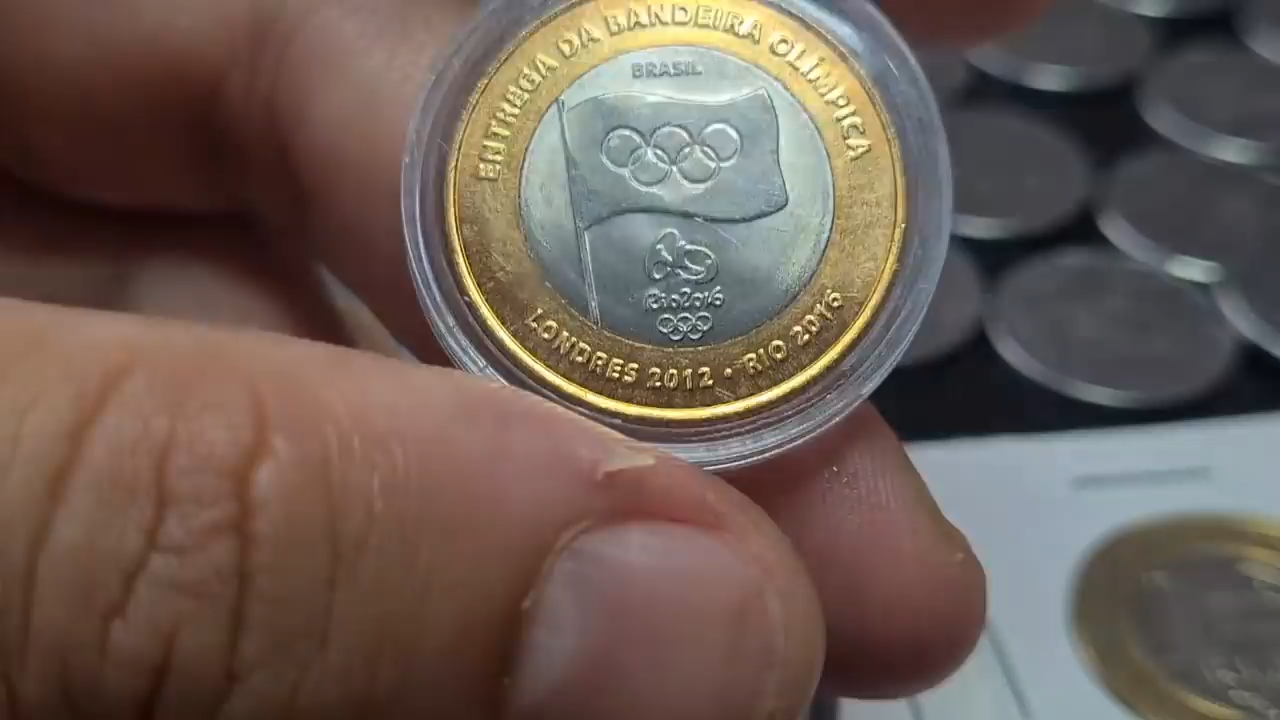 ENTREGA DA BANDEIRA OLÍMPICA
BRASIL
Rio2016
LONDRES 2012 • RIO 2016